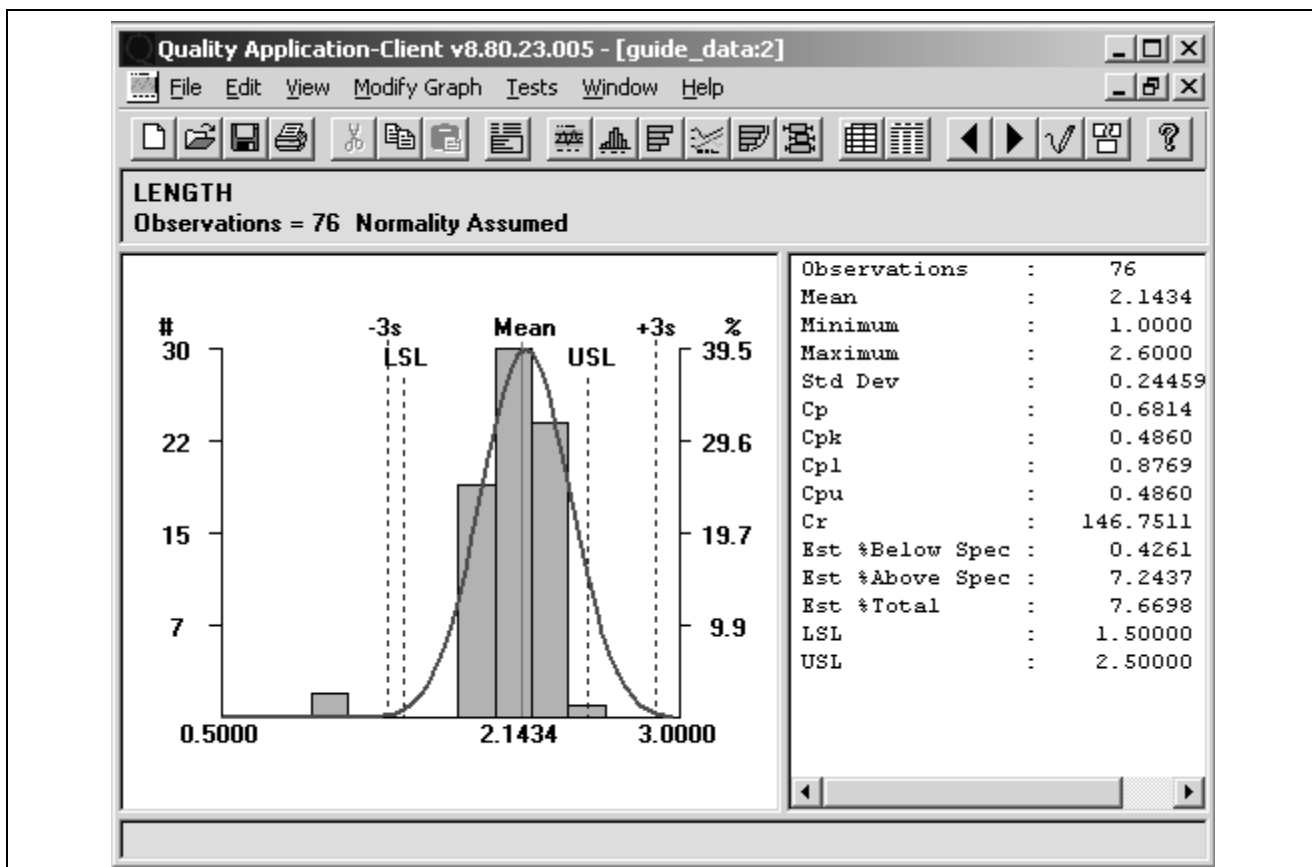 Quality Application-Client v8.80.23.005 - [guide_data:2]
File Edit View Modify Graph Tests Window Help
LENGTH
Observations = 76 Normality Assumed
# -3s Mean +3s %
30 LSL USL 39.5
22 29.6
15 19.7
7 9.9
0.5000 2.1434 3.0000
Observations : 76
Mean : 2.1434
Minimum : 1.0000
Maximum : 2.6000
Std Dev : 0.24459
Cp : 0.6814
Cpk : 0.4860
Cpl : 0.8769
Cpu : 0.4860
Cr : 146.7511
Est %Below Spec : 0.4261
Est %Above Spec : 7.2437
Est %Total : 7.6698
LSL : 1.50000
USL : 2.50000